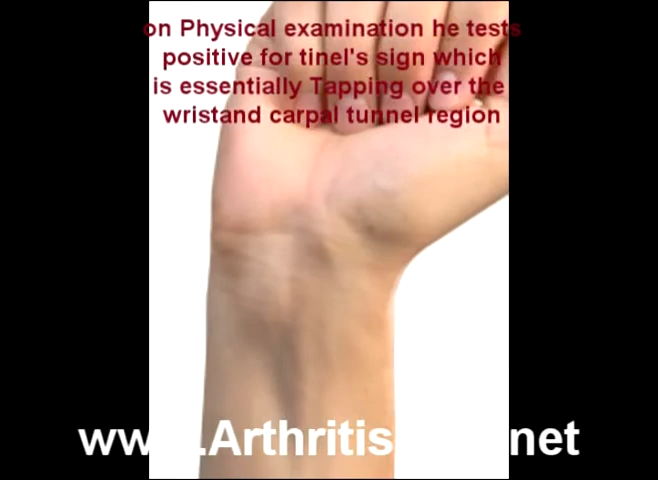 on Physical examination he tests
positive for tinel's sign which
is essentially Tapping over the
wristand carpal tunnel region
www.Arthritis net